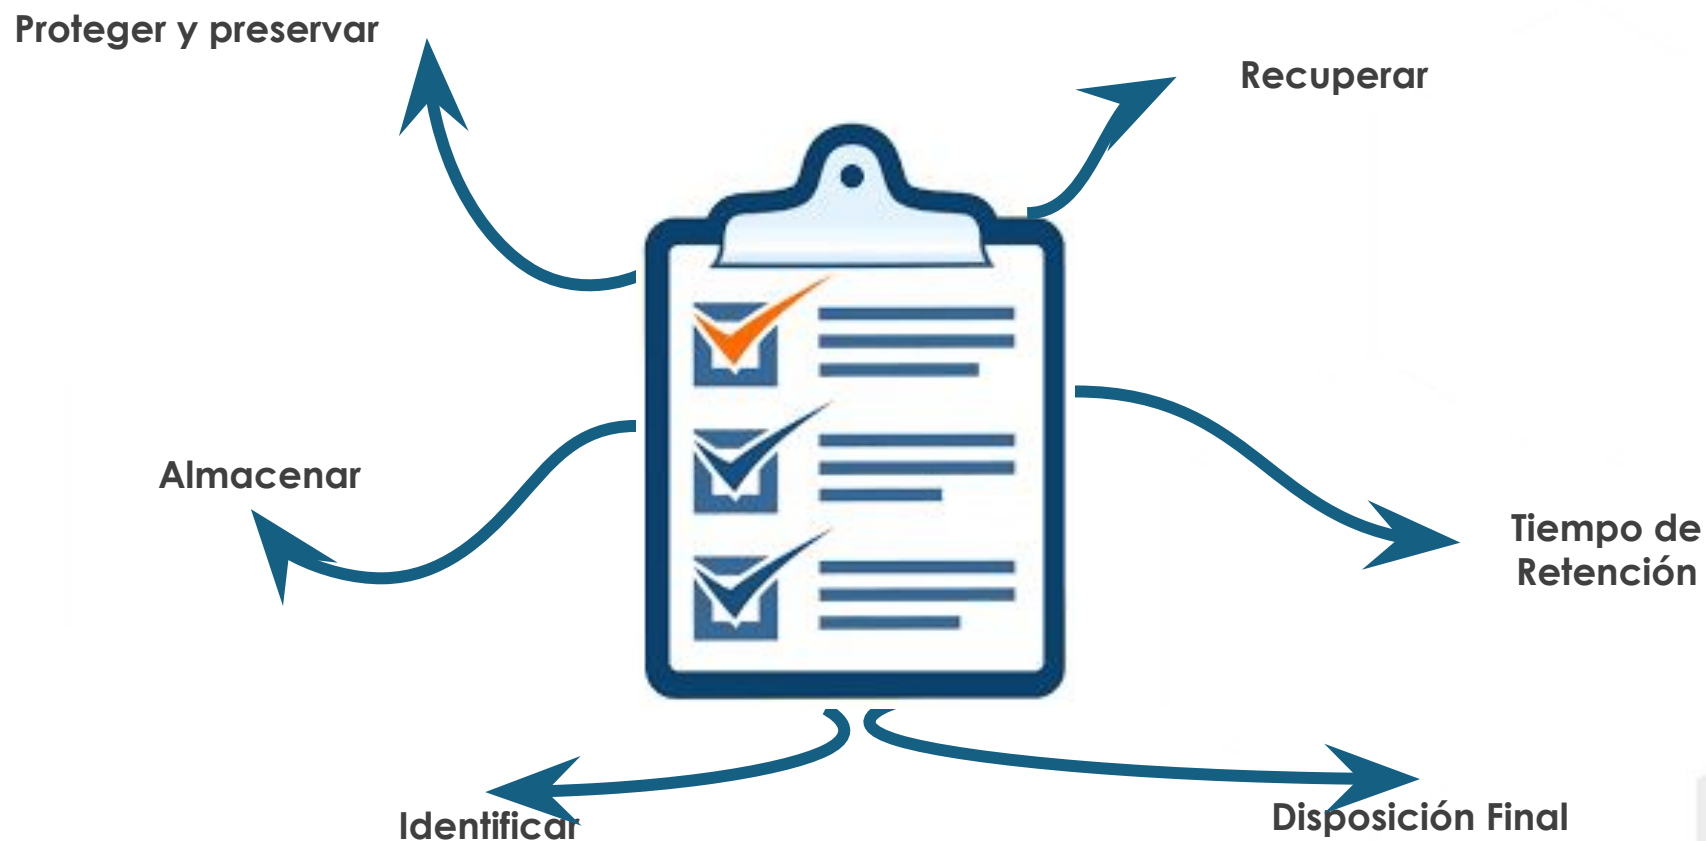 Proteger y preservar
Recuperar
Almacenar
Tiempo de
Retención
Identificar
Disposición Final